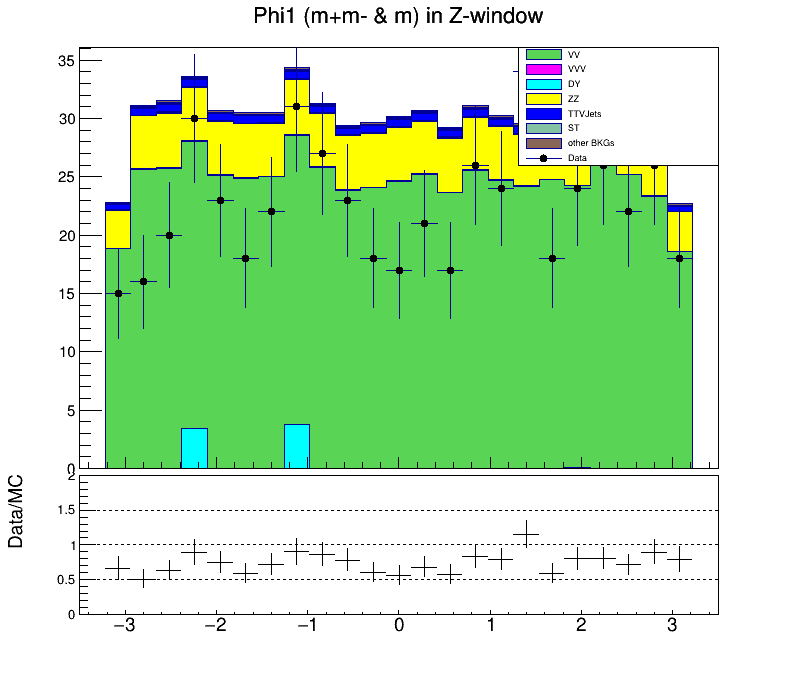 Phi1 (m+m- & m) in Z-window
35
30
25
20
15
10
5
0
VV
VVV
DY
ZZ
TTVJets
ST
other BKGs
Data
Data/MC
2
1.5
1
0.5
0
−3 −2 −1 0 1 2 3